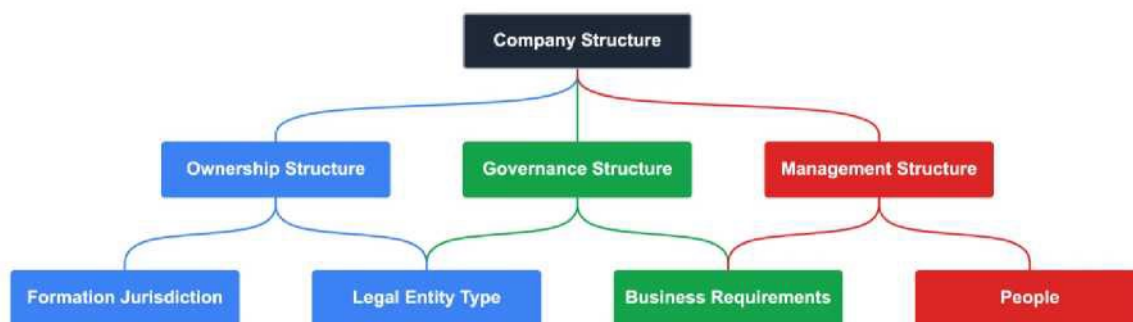 Company Structure
Ownership Structure
Governance Structure
Management Structure
Formation Jurisdiction
Legal Entity Type
Business Requirements
People